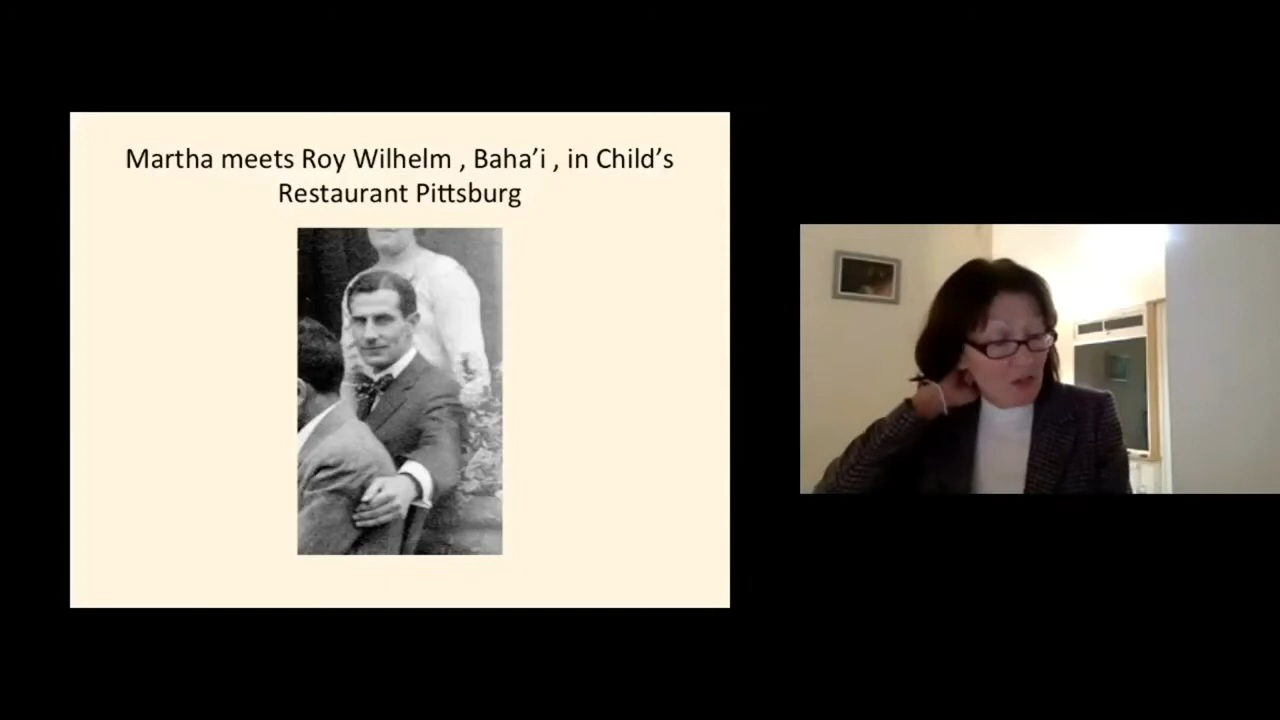 Martha meets Roy Wilhelm , Baha’i , in Child’s
Restaurant Pittsburg